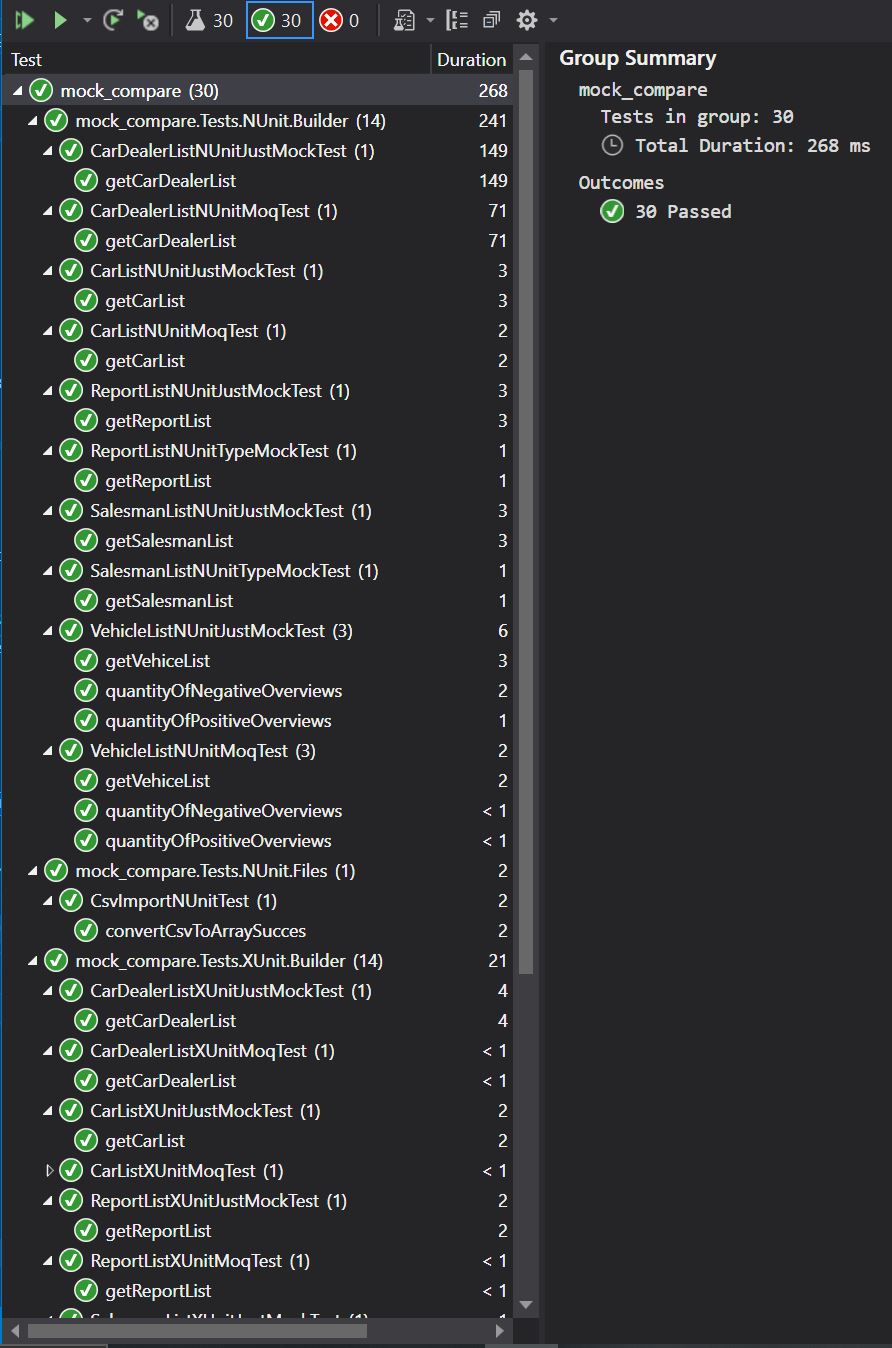 30 30 0
Test Duration
mock_compare (30) 268
mock_compare.Tests.NUnit.Builder (14) 241
CarDealerListNUnitJustMockTest (1) 149
getCarDealerList 149
CarDealerListNUnitMoqTest (1) 71
getCarDealerList 71
CarListNUnitJustMockTest (1) 3
getCarList 3
CarListNUnitMoqTest (1) 2
getCarList 2
ReportListNUnitJustMockTest (1) 3
getReportList 3
ReportListNUnitTypeMockTest (1) 1
getReportList 1
SalesmanListNUnitJustMockTest (1) 3
getSalesmanList 3
SalesmanListNUnitTypeMockTest (1) 1
getSalesmanList 1
VehicleListNUnitJustMockTest (3) 6
getVehiceList 3
quantityOfNegativeOverviews 2
quantityOfPositiveOverviews 1
VehicleListNUnitMoqTest (3) 2
getVehiceList 2
quantityOfNegativeOverviews < 1
quantityOfPositiveOverviews < 1
mock_compare.Tests.NUnit.Files (1) 2
CsvImportNUnitTest (1) 2
convertCsvToArraySucces 2
mock_compare.Tests.XUnit.Builder (14) 21
CarDealerListXUnitJustMockTest (1) 4
getCarDealerList 4
CarDealerListXUnitMoqTest (1) < 1
getCarDealerList < 1
CarListXUnitJustMockTest (1) 2
getCarList 2
CarListXUnitMoqTest (1) < 1
ReportListXUnitJustMockTest (1) 2
getReportList 2
ReportListXUnitMoqTest (1) < 1
getReportList < 1
Group Summary
mock_compare
Tests in group: 30
Total Duration: 268 ms
Outcomes
30 Passed